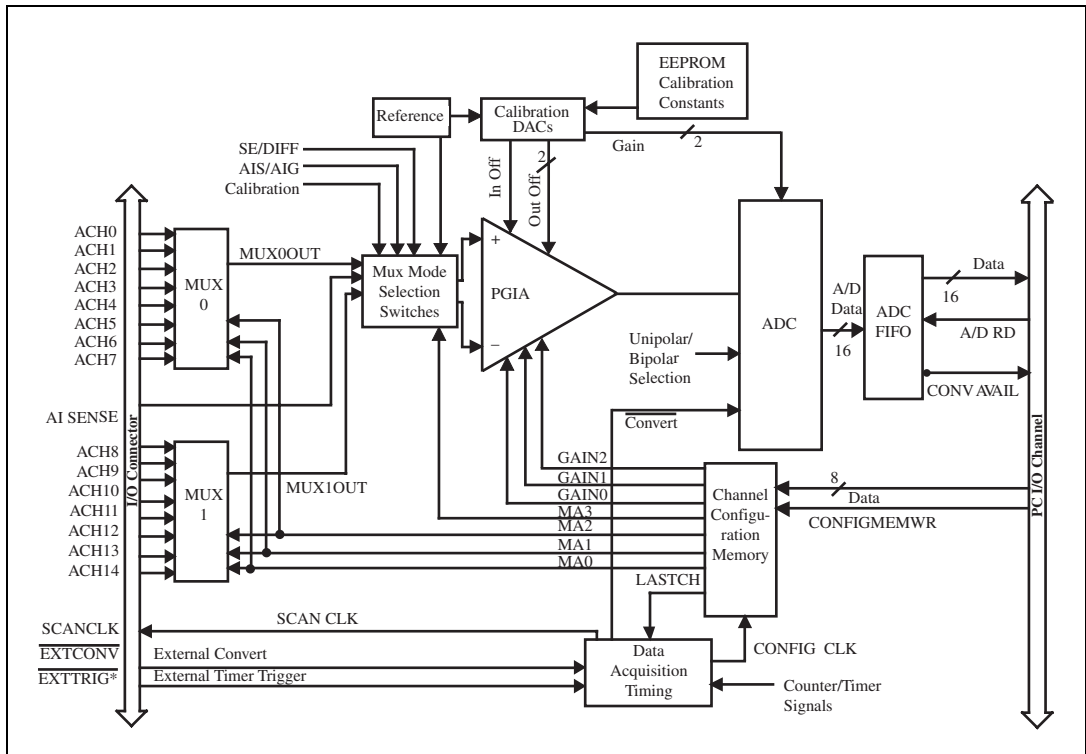 EEPROM
Calibration
Constants
Reference
Calibration
DACs
Gain
2
SE/DIFF
AIS/AIG
Calibration
In Off
2
Out Off
ACH0
ACH1
ACH2
ACH3
ACH4
ACH5
ACH6
ACH7
MUX
0
MUX0OUT
Mux Mode
Selection
Switches
+
PGIA
−
ADC
A/D
Data
16
ADC
FIFO
Data
16
A/D RD
CONV AVAIL
Unipolar/
Bipolar
Selection
AI SENSE
Convert
I/O Connector
PC I/O Channel
ACH8
ACH9
ACH10
ACH11
ACH12
ACH13
ACH14
MUX
1
MUX1OUT
GAIN2
GAIN1
GAIN0
MA3
MA2
MA1
MA0
Channel
Configu-
ration
Memory
8
Data
CONFIGMEMWR
LASTCH
SCANCLK
SCAN CLK
EXTCONV
External Convert
EXTTRIG*
External Timer Trigger
Data
Acquisition
Timing
CONFIG CLK
Counter/Timer
Signals